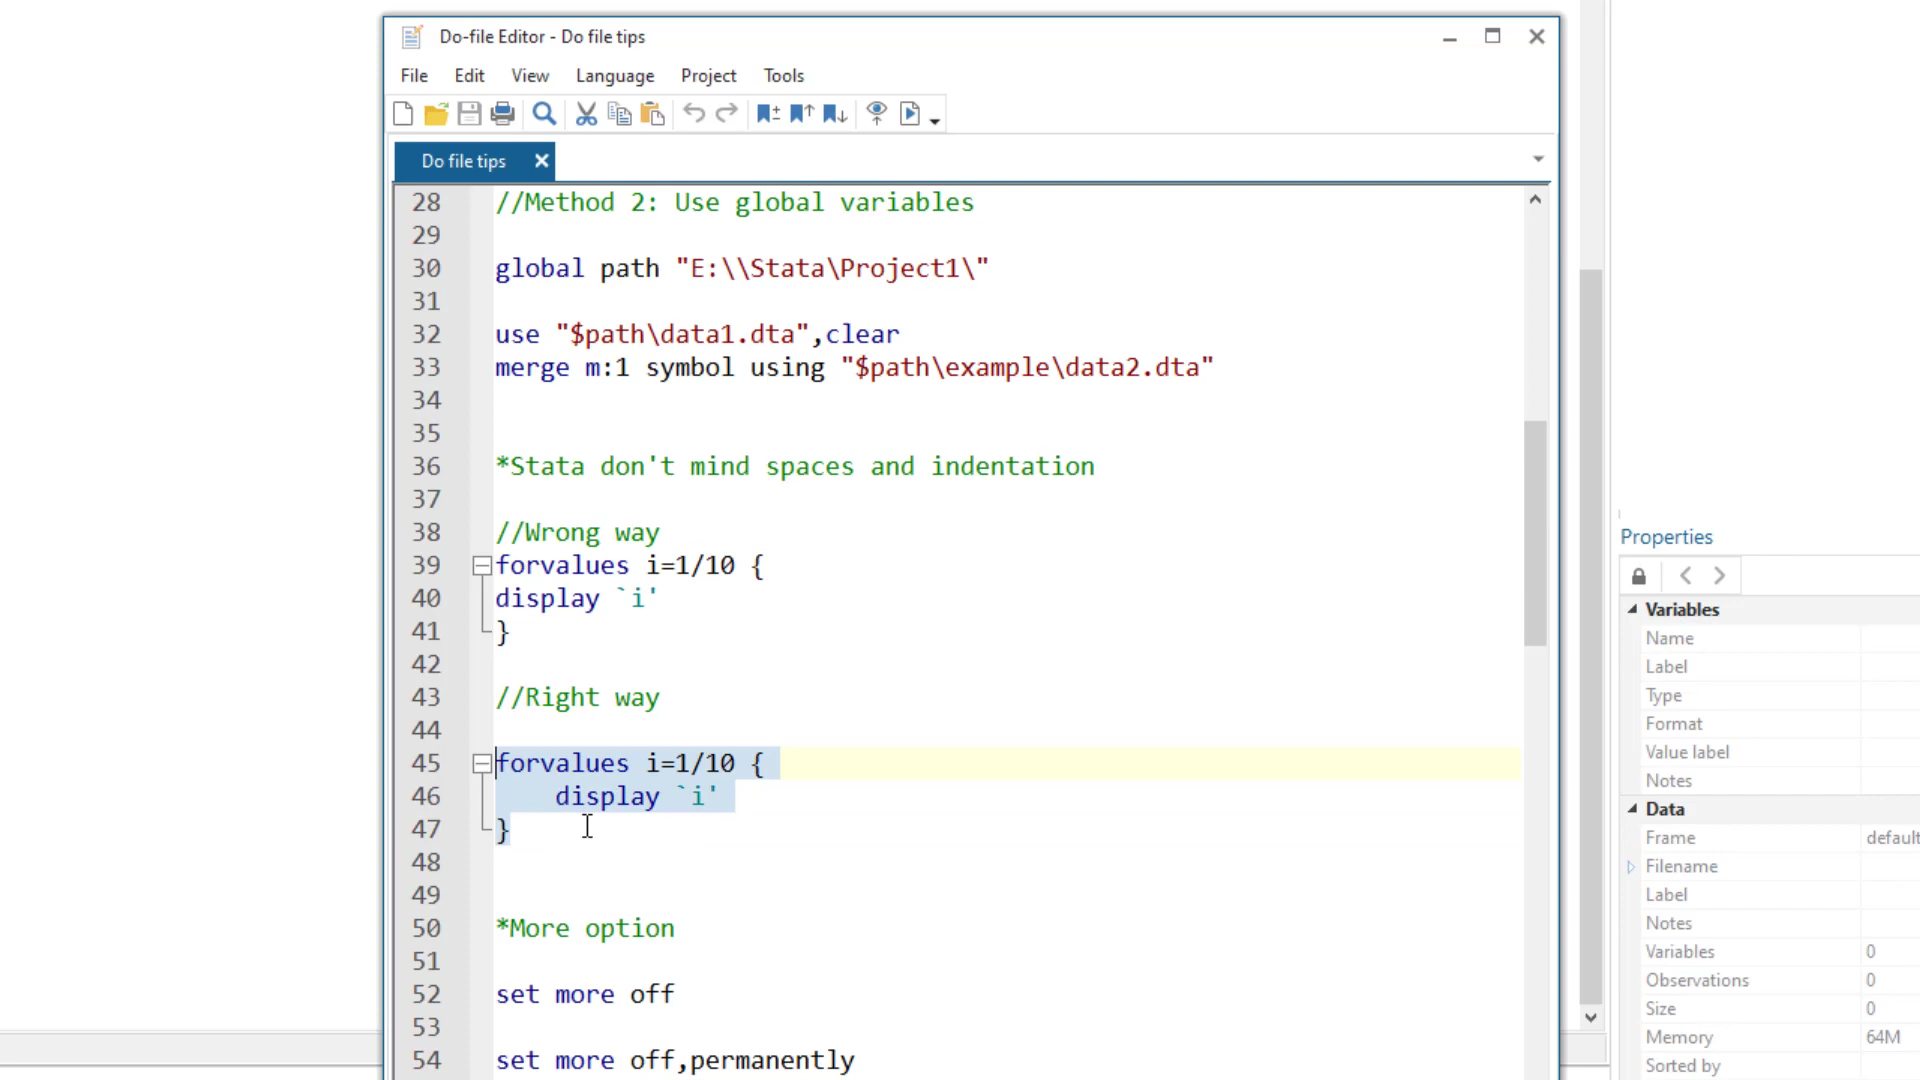 Do-file Editor - Do file tips
File Edit View Language Project Tools
Do file tips
28 //Method 2: Use global variables
29
30 global path "E:\\Stata\Project1\"
31
32 use "$path\data1.dta",clear
33 merge m:1 symbol using "$path\example\data2.dta"
34
35
36 *Stata don't mind spaces and indentation
37
38 //Wrong way
39 forvalues i=1/10 {
40 display `i'
41 }
42
43 //Right way
44
45 forvalues i=1/10 {
46     display `i'
47 }
48
49
50 *More option
51
52 set more off
53
54 set more off,permanently
Properties
Variables
Name
Label
Type
Format
Value label
Notes
Data
Frame default
Filename
Label
Notes
Variables 0
Observations 0
Size 0
Memory 64M
Sorted by